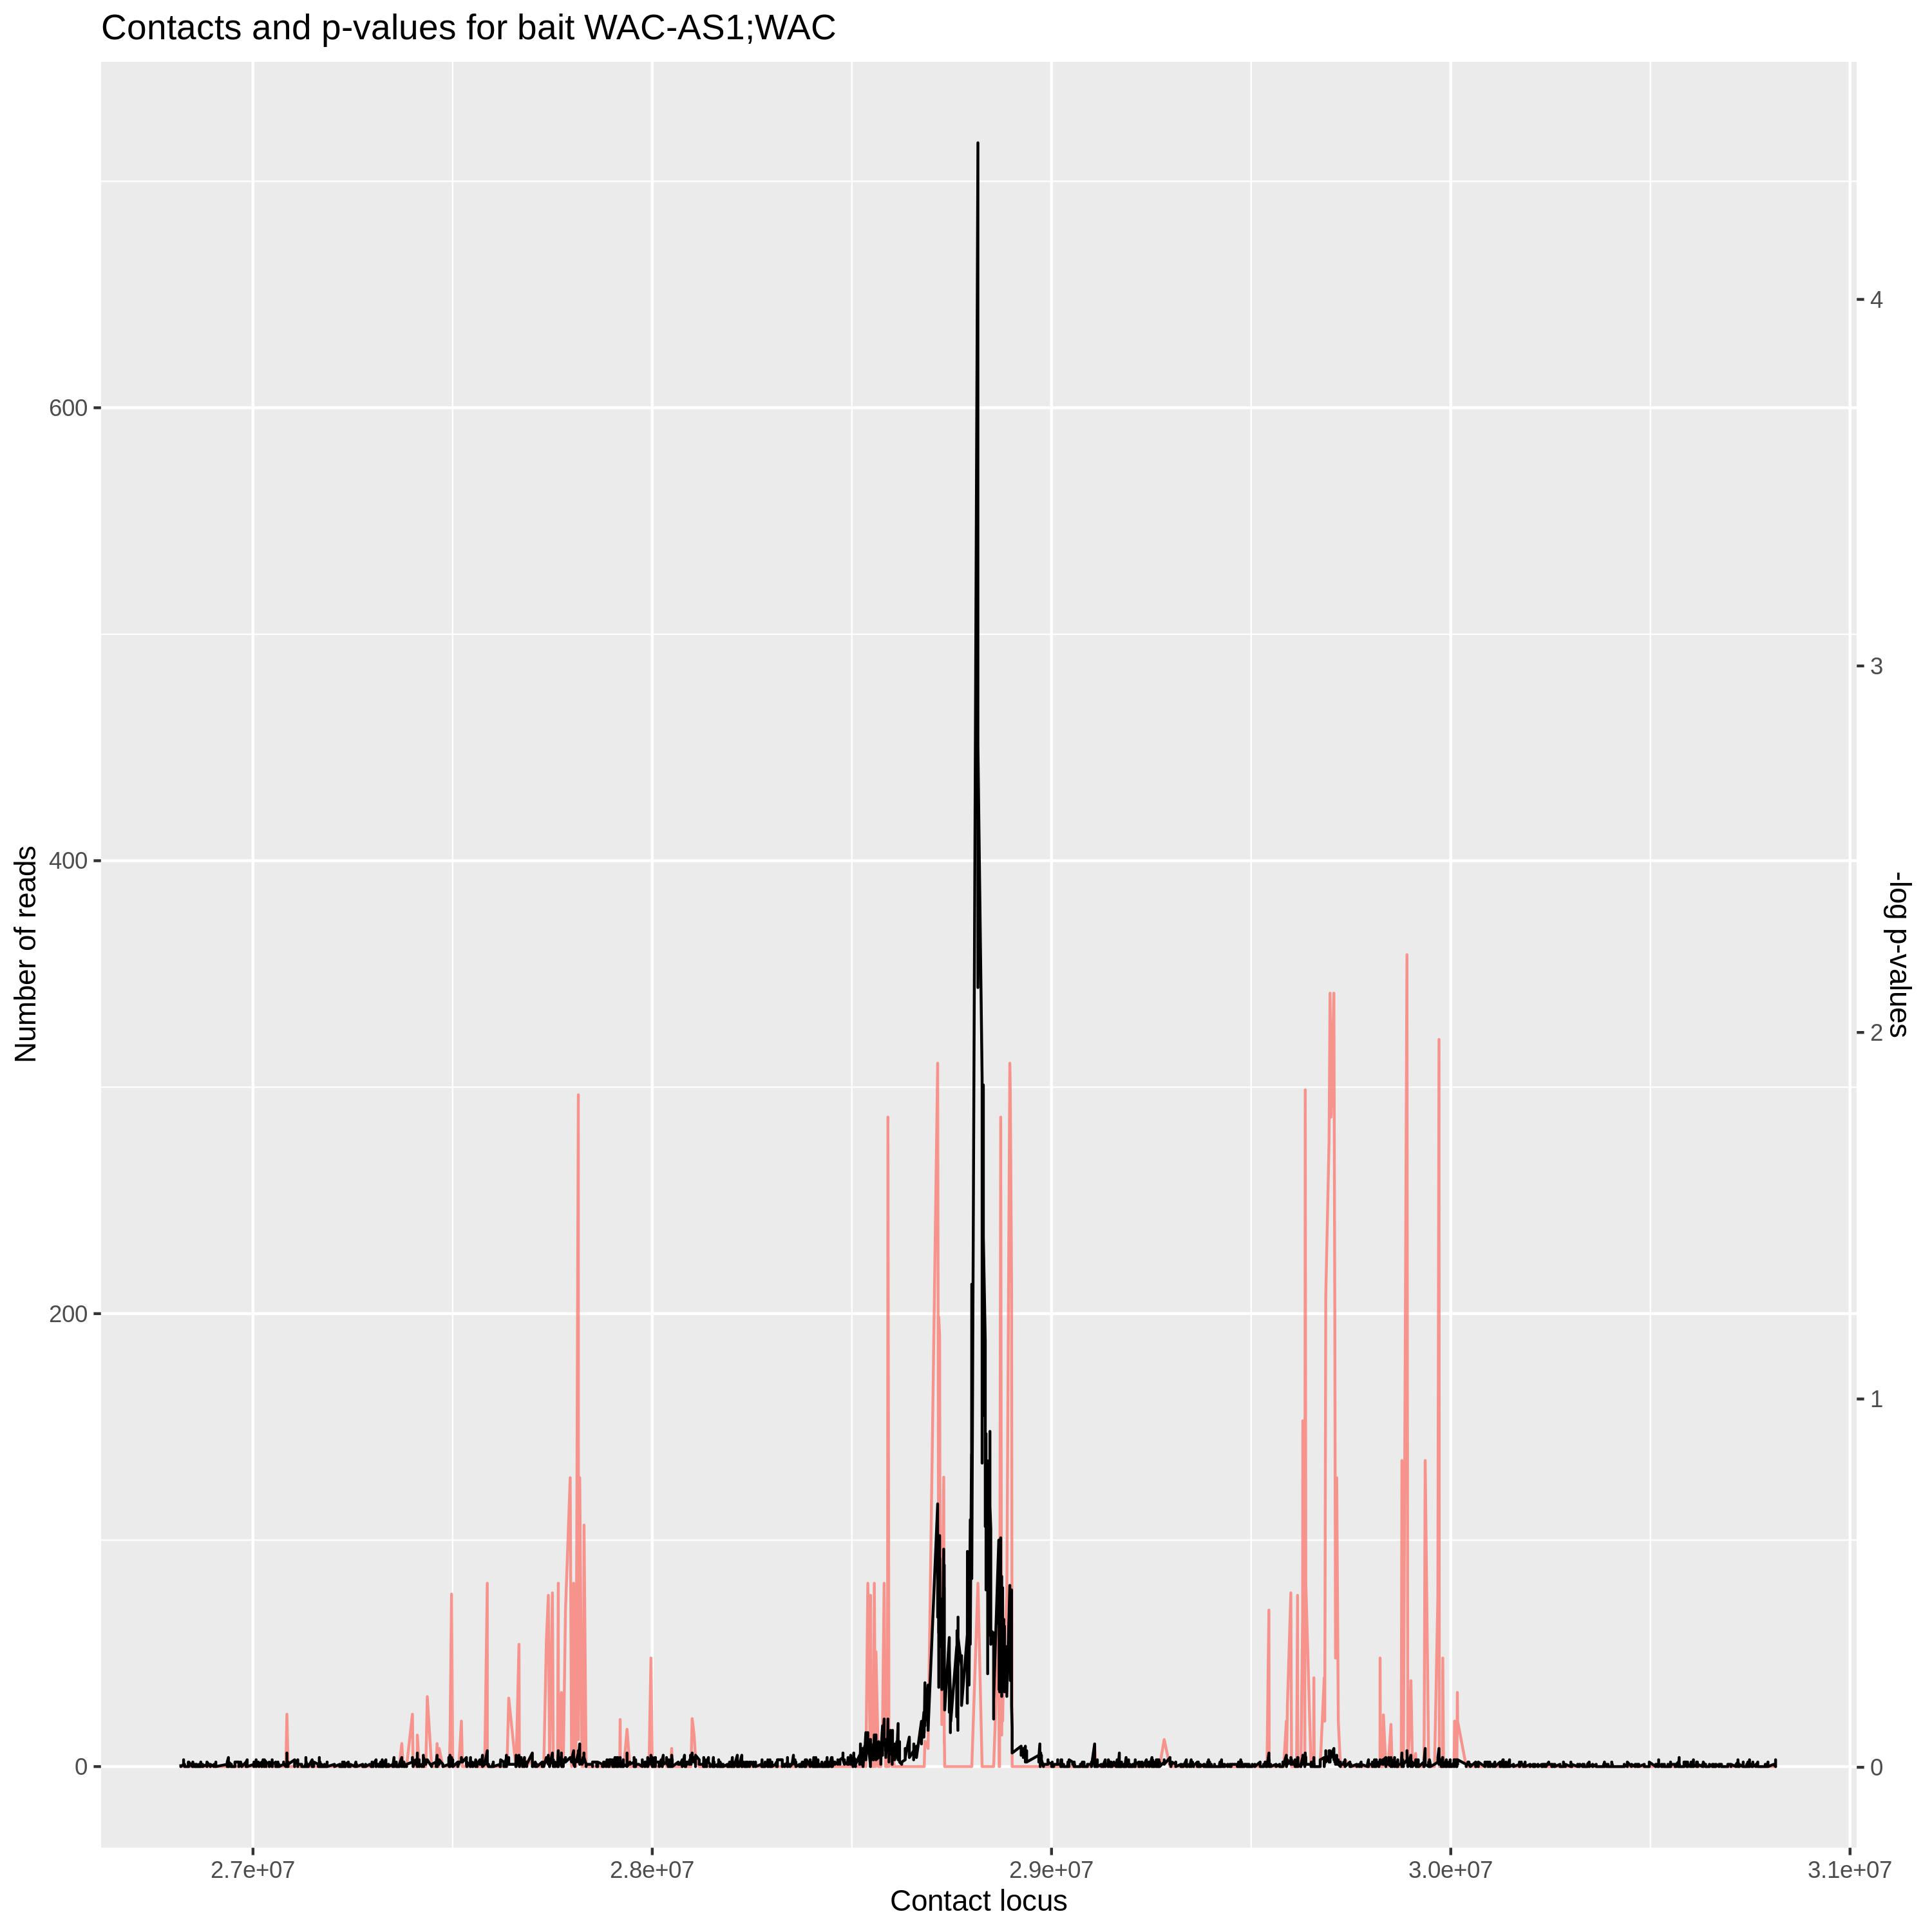 Contacts and p-values for bait WAC-AS1;WAC
Number of reads
600
400
200
0
4
3
2
1
0
-log p-values
2.7e+07
2.8e+07
2.9e+07
3.0e+07
3.1e+07
Contact locus